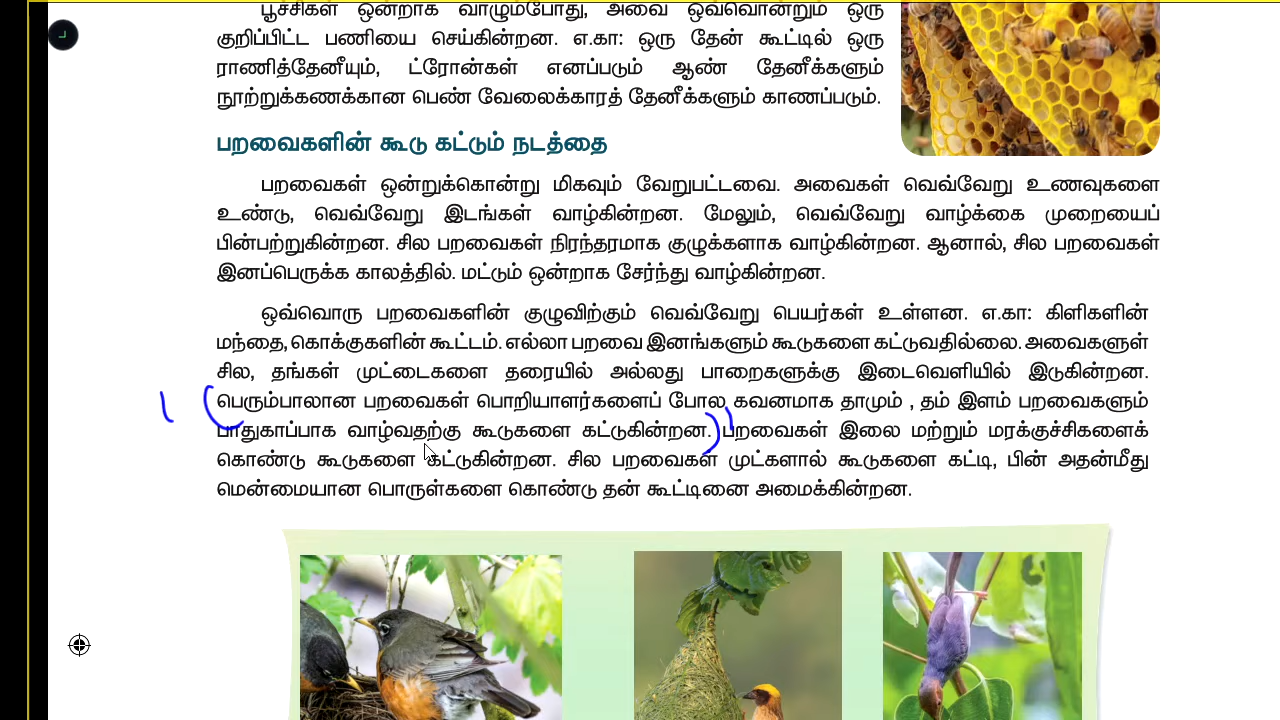 பூச்சிகள் ஒன்றாக வாழும்போது, அவை ஒவ்வொன்றும் ஒரு
குறிப்பிட்ட பணியை செய்கின்றன. எ.கா: ஒரு தேன் கூட்டில் ஒரு
ராணித்தேனீயும், ட்ரோன்கள் எனப்படும் ஆண் தேனீக்களும்
நூற்றுக்கணக்கான பெண் வேலைக்காரத் தேனீக்களும் காணப்படும்.
பறவைகளின் கூடு கட்டும் நடத்தை
பறவைகள் ஒன்றுக்கொன்று மிகவும் வேறுபட்டவை. அவைகள் வெவ்வேறு உணவுகளை
உண்டு, வெவ்வேறு இடங்கள் வாழ்கின்றன. மேலும், வெவ்வேறு வாழ்க்கை முறையைப்
பின்பற்றுகின்றன. சில பறவைகள் நிரந்தரமாக குழுக்களாக வாழ்கின்றன. ஆனால், சில பறவைகள்
இனப்பெருக்க காலத்தில். மட்டும் ஒன்றாக சேர்ந்து வாழ்கின்றன.
ஒவ்வொரு பறவைகளின் குழுவிற்கும் வெவ்வேறு பெயர்கள் உள்ளன. எ.கா: கிளிகளின்
மந்தை, கொக்குகளின் கூட்டம். எல்லா பறவை இனங்களும் கூடுகளை கட்டுவதில்லை. அவைகளுள்
சில, தங்கள் முட்டைகளை தரையில் அல்லது பாறைகளுக்கு இடைவெளியில் இடுகின்றன.
பெரும்பாலான பறவைகள் பொறியாளர்களைப் போல கவனமாக தாமும் , தம் இளம் பறவைகளும்
பாதுகாப்பாக வாழ்வதற்கு கூடுகளை கட்டுகின்றன. பறவைகள் இலை மற்றும் மரக்குச்சிகளைக்
கொண்டு கூடுகளை கட்டுகின்றன. சில பறவைகள் முட்களால் கூடுகளை கட்டி, பின் அதன்மீது
மென்மையான பொருள்களை கொண்டு தன் கூட்டினை அமைக்கின்றன.